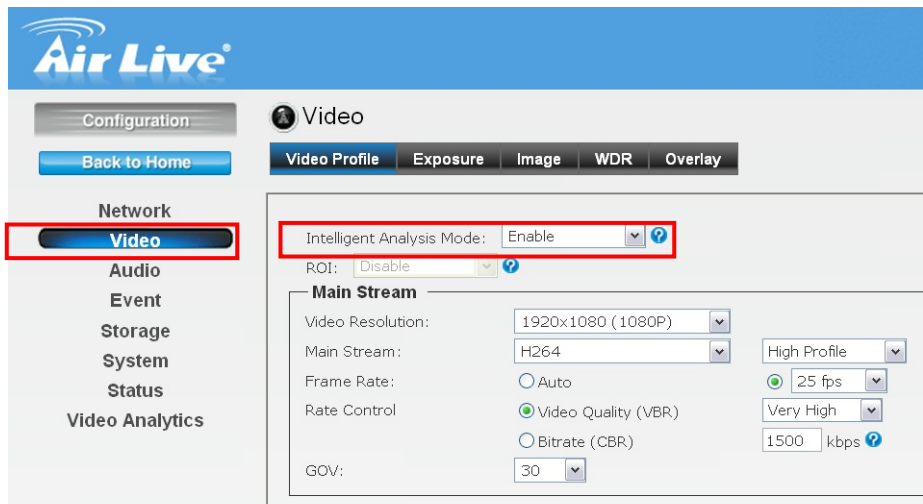 Air Live®
Configuration
Back to Home
Network
Video
Audio
Event
Storage
System
Status
Video Analytics
Video
Video Profile Exposure Image WDR Overlay
Intelligent Analysis Mode: Enable ?
ROI: Disable ?
Main Stream
Video Resolution: 1920x1080 (1080P)
Main Stream: H264 High Profile
Frame Rate: Auto 25 fps
Rate Control Video Quality (VBR) Very High
Bitrate (CBR) 1500 kbps ?
GOV: 30